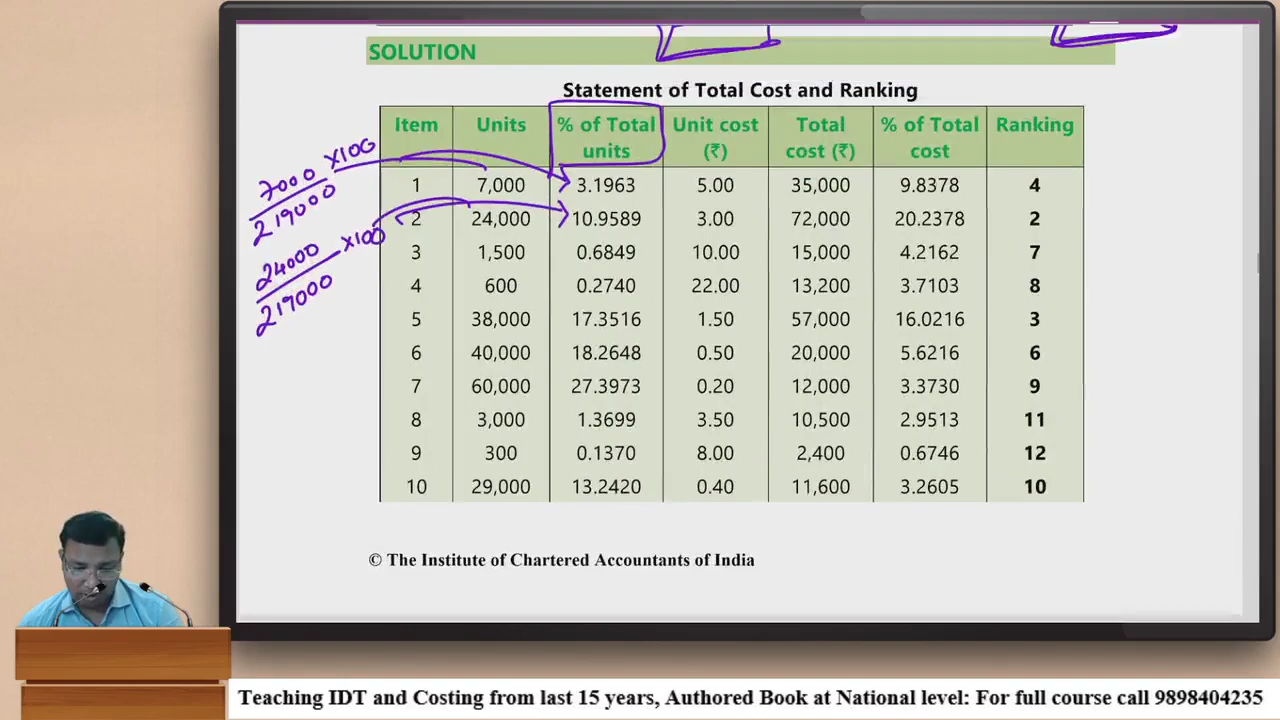 SOLUTION
Statement of Total Cost and Ranking
Item Units % of Total units Unit cost (₹) Total cost (₹) % of Total cost Ranking
1 7,000 3.1963 5.00 35,000 9.8378 4
2 24,000 10.9589 3.00 72,000 20.2378 2
3 1,500 0.6849 10.00 15,000 4.2162 7
4 600 0.2740 22.00 13,200 3.7103 8
5 38,000 17.3516 1.50 57,000 16.0216 3
6 40,000 18.2648 0.50 20,000 5.6216 6
7 60,000 27.3973 0.20 12,000 3.3730 9
8 3,000 1.3699 3.50 10,500 2.9513 11
9 300 0.1370 8.00 2,400 0.6746 12
10 29,000 13.2420 0.40 11,600 3.2605 10
7000 ×100
219000
24000 ×100
219000
© The Institute of Chartered Accountants of India
Teaching IDT and Costing from last 15 years, Authored Book at National level: For full course call 9898404235